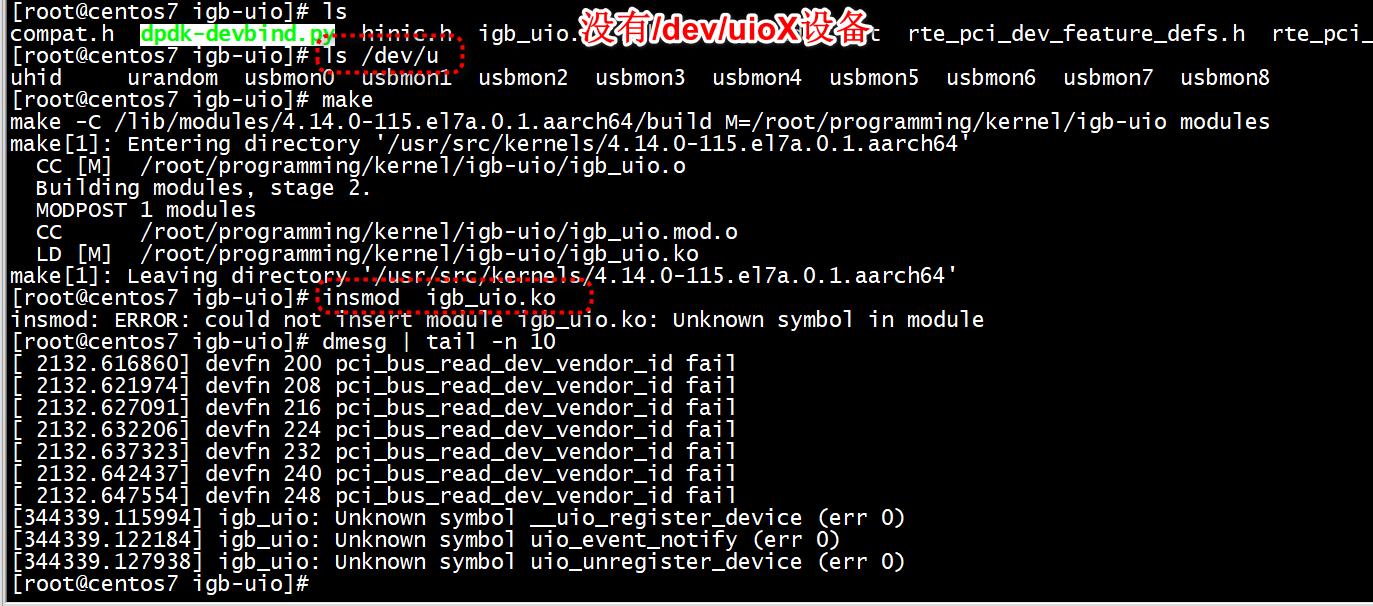 [root@centos7 igb-uio]# ls
compat.h dpdk-devbind.py hinic.h igb_uio. 没有/dev/uioX设备 t rte_pci_dev_feature_defs.h rte_pci_
[root@centos7 igb-uio]# ls /dev/u
uhid urandom usbmon0 usbmon1 usbmon2 usbmon3 usbmon4 usbmon5 usbmon6 usbmon7 usbmon8
[root@centos7 igb-uio]# make
make -C /lib/modules/4.14.0-115.el7a.0.1.aarch64/build M=/root/programming/kernel/igb-uio modules
make[1]: Entering directory '/usr/src/kernels/4.14.0-115.el7a.0.1.aarch64'
CC [M] /root/programming/kernel/igb-uio/igb_uio.o
Building modules, stage 2.
MODPOST 1 modules
CC /root/programming/kernel/igb-uio/igb_uio.mod.o
LD [M] /root/programming/kernel/igb-uio/igb_uio.ko
make[1]: Leaving directory '/usr/src/kernels/4.14.0-115.el7a.0.1.aarch64'
[root@centos7 igb-uio]# insmod igb_uio.ko
insmod: ERROR: could not insert module igb_uio.ko: Unknown symbol in module
[root@centos7 igb-uio]# dmesg | tail -n 10
[ 2132.616860] devfn 200 pci_bus_read_dev_vendor_id fail
[ 2132.621974] devfn 208 pci_bus_read_dev_vendor_id fail
[ 2132.627091] devfn 216 pci_bus_read_dev_vendor_id fail
[ 2132.632206] devfn 224 pci_bus_read_dev_vendor_id fail
[ 2132.637323] devfn 232 pci_bus_read_dev_vendor_id fail
[ 2132.642437] devfn 240 pci_bus_read_dev_vendor_id fail
[ 2132.647554] devfn 248 pci_bus_read_dev_vendor_id fail
[344339.115994] igb_uio: Unknown symbol __uio_register_device (err 0)
[344339.122184] igb_uio: Unknown symbol uio_event_notify (err 0)
[344339.127938] igb_uio: Unknown symbol uio_unregister_device (err 0)
[root@centos7 igb-uio]#